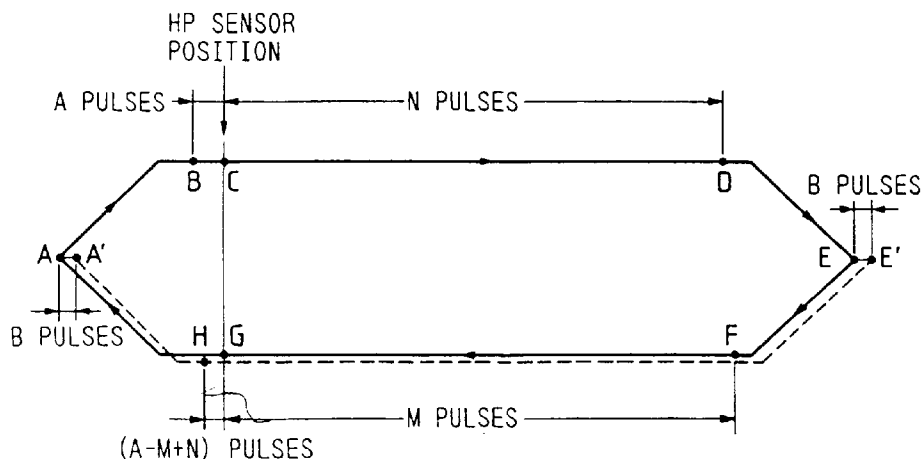 HP SENSOR
POSITION
A PULSES
N PULSES
B
C
D
B PULSES
A
A'
E
E'
B PULSES
H
G
F
M PULSES
(A-M+N) PULSES